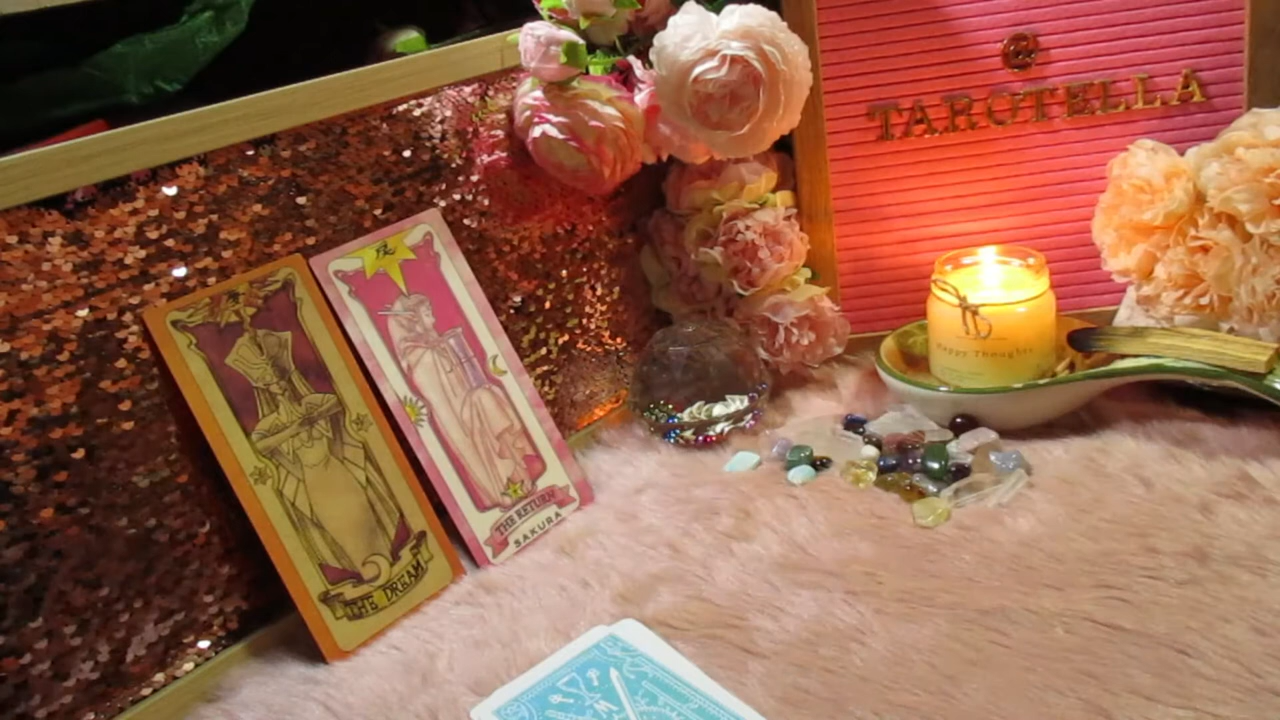 TAROTELLA
Happy Thoughts
THE RETURN
SAKURA
THE DREAM